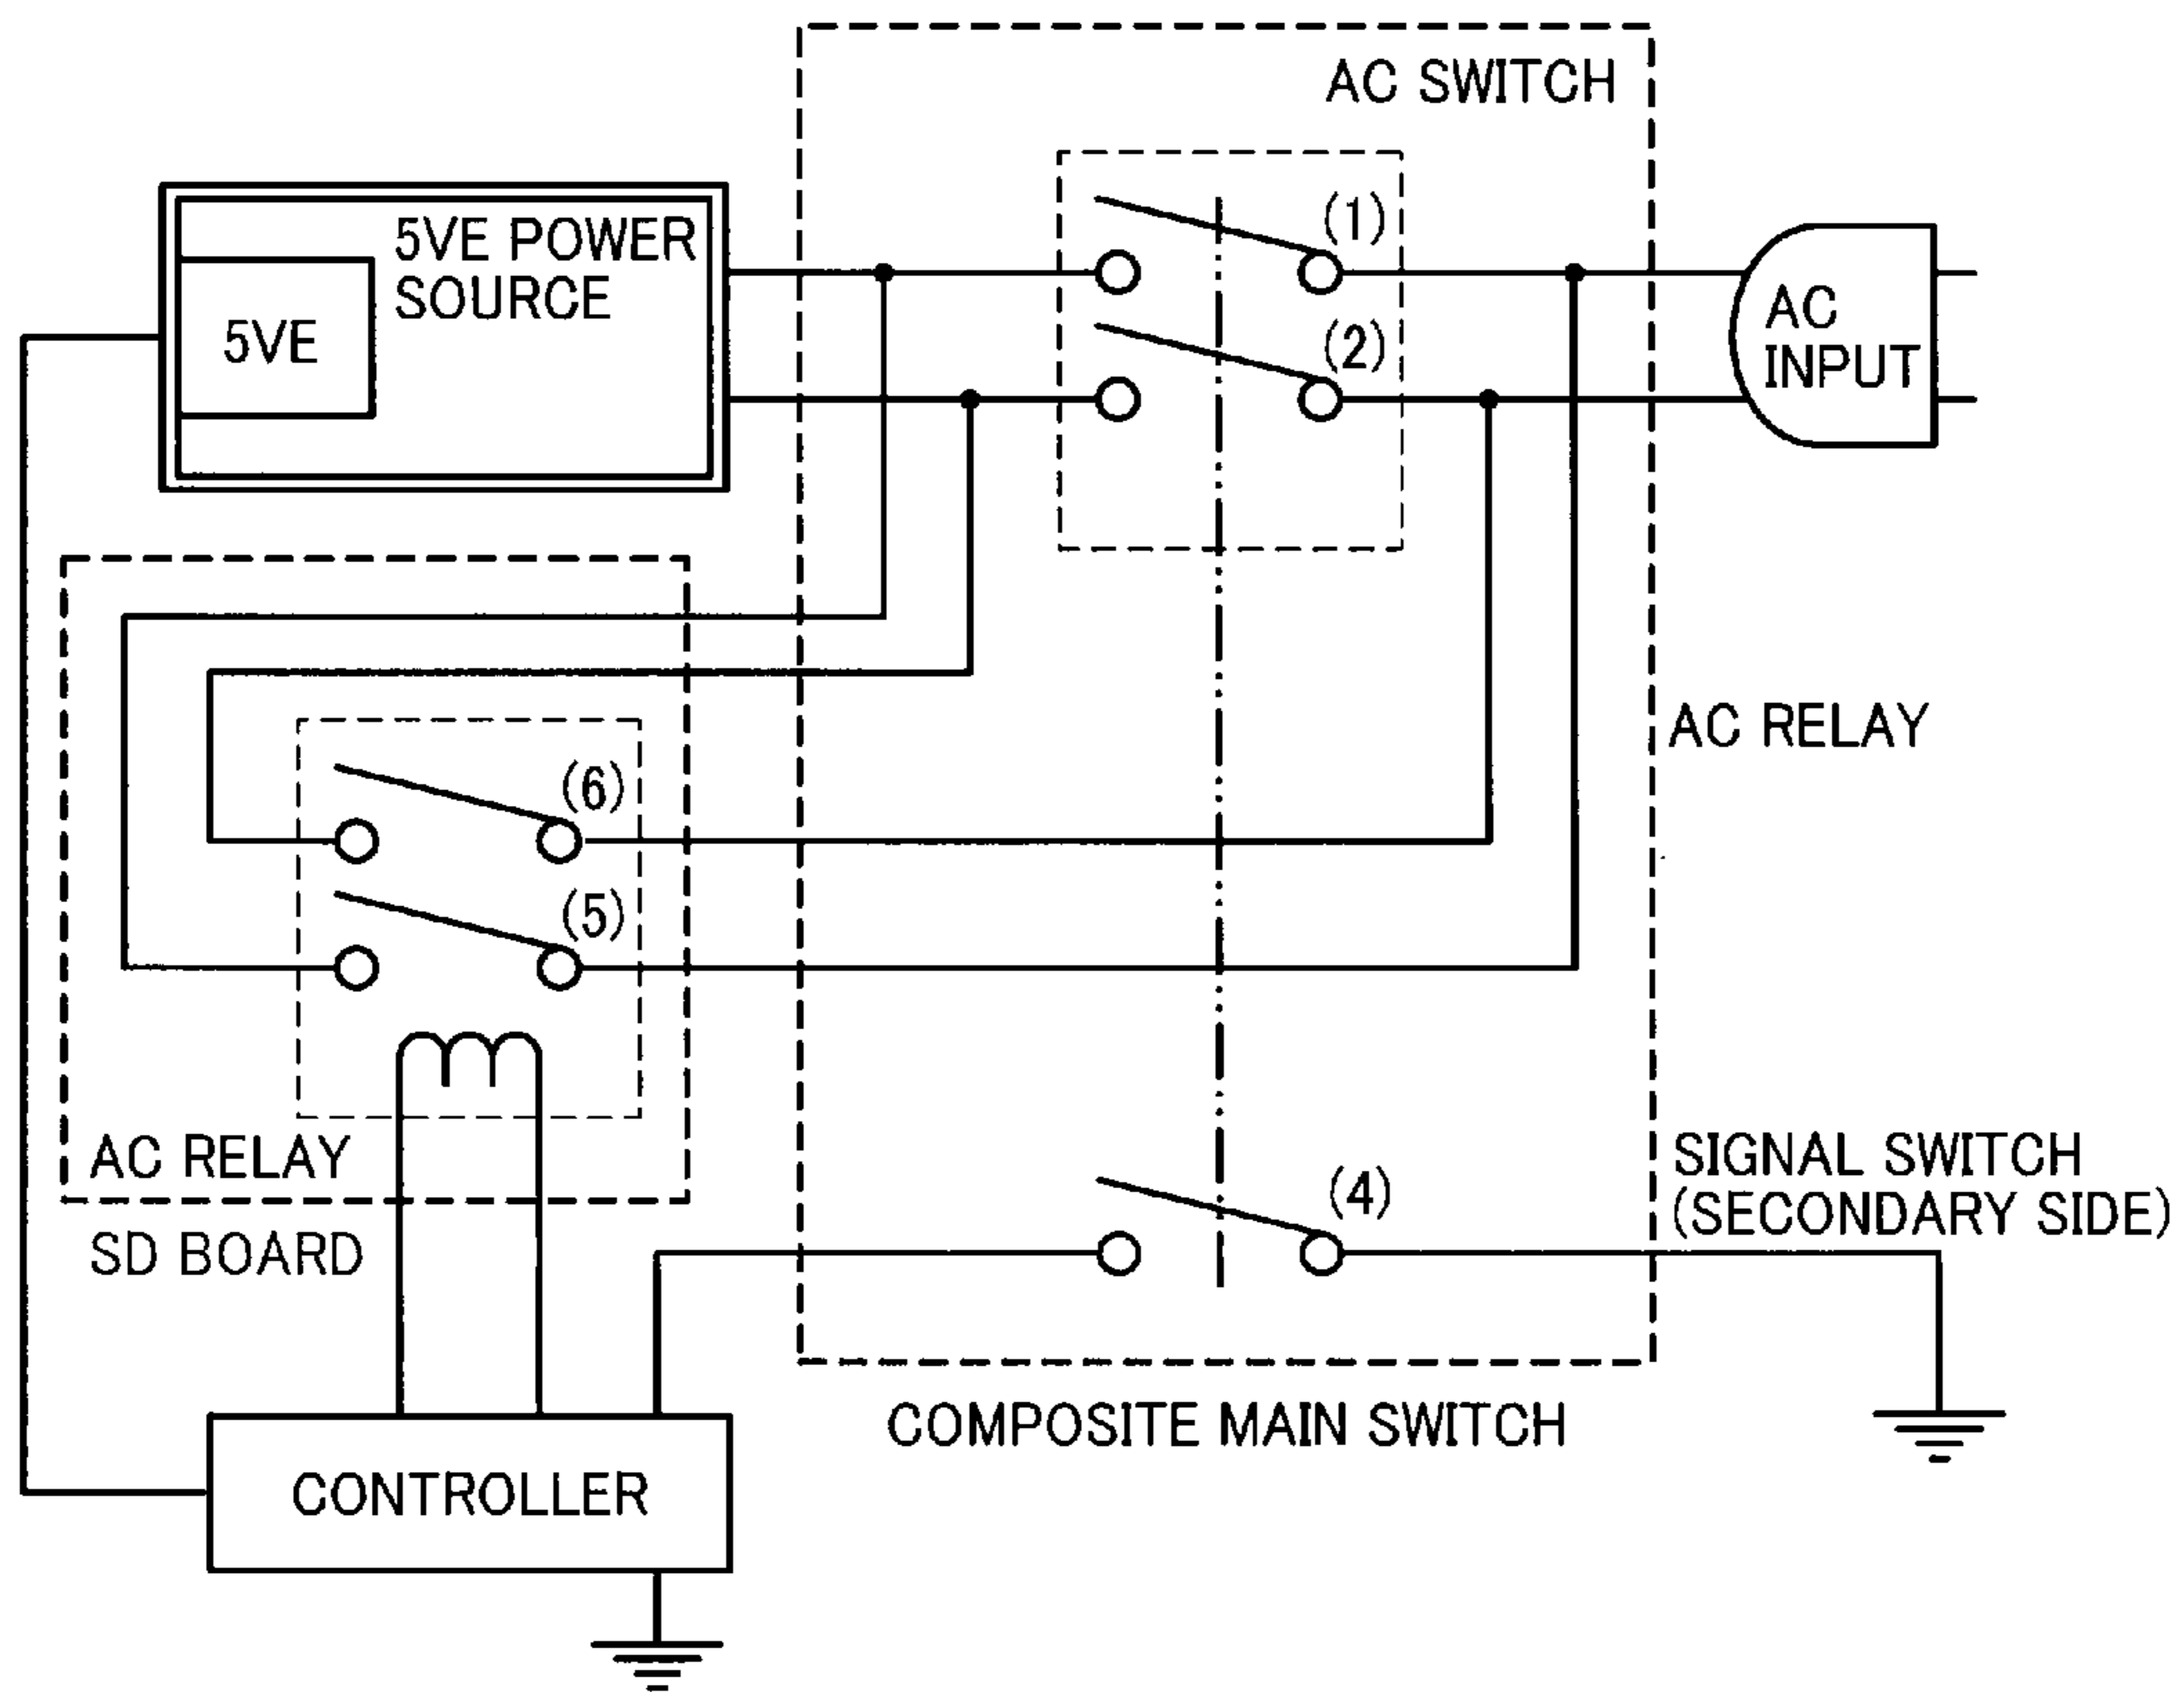 AC SWITCH
(1)
5VE POWER
SOURCE
5VE
(2)
AC
INPUT
AC RELAY
(6)
(5)
AC RELAY
SD BOARD
(4)
SIGNAL SWITCH
(SECONDARY SIDE)
COMPOSITE MAIN SWITCH
CONTROLLER